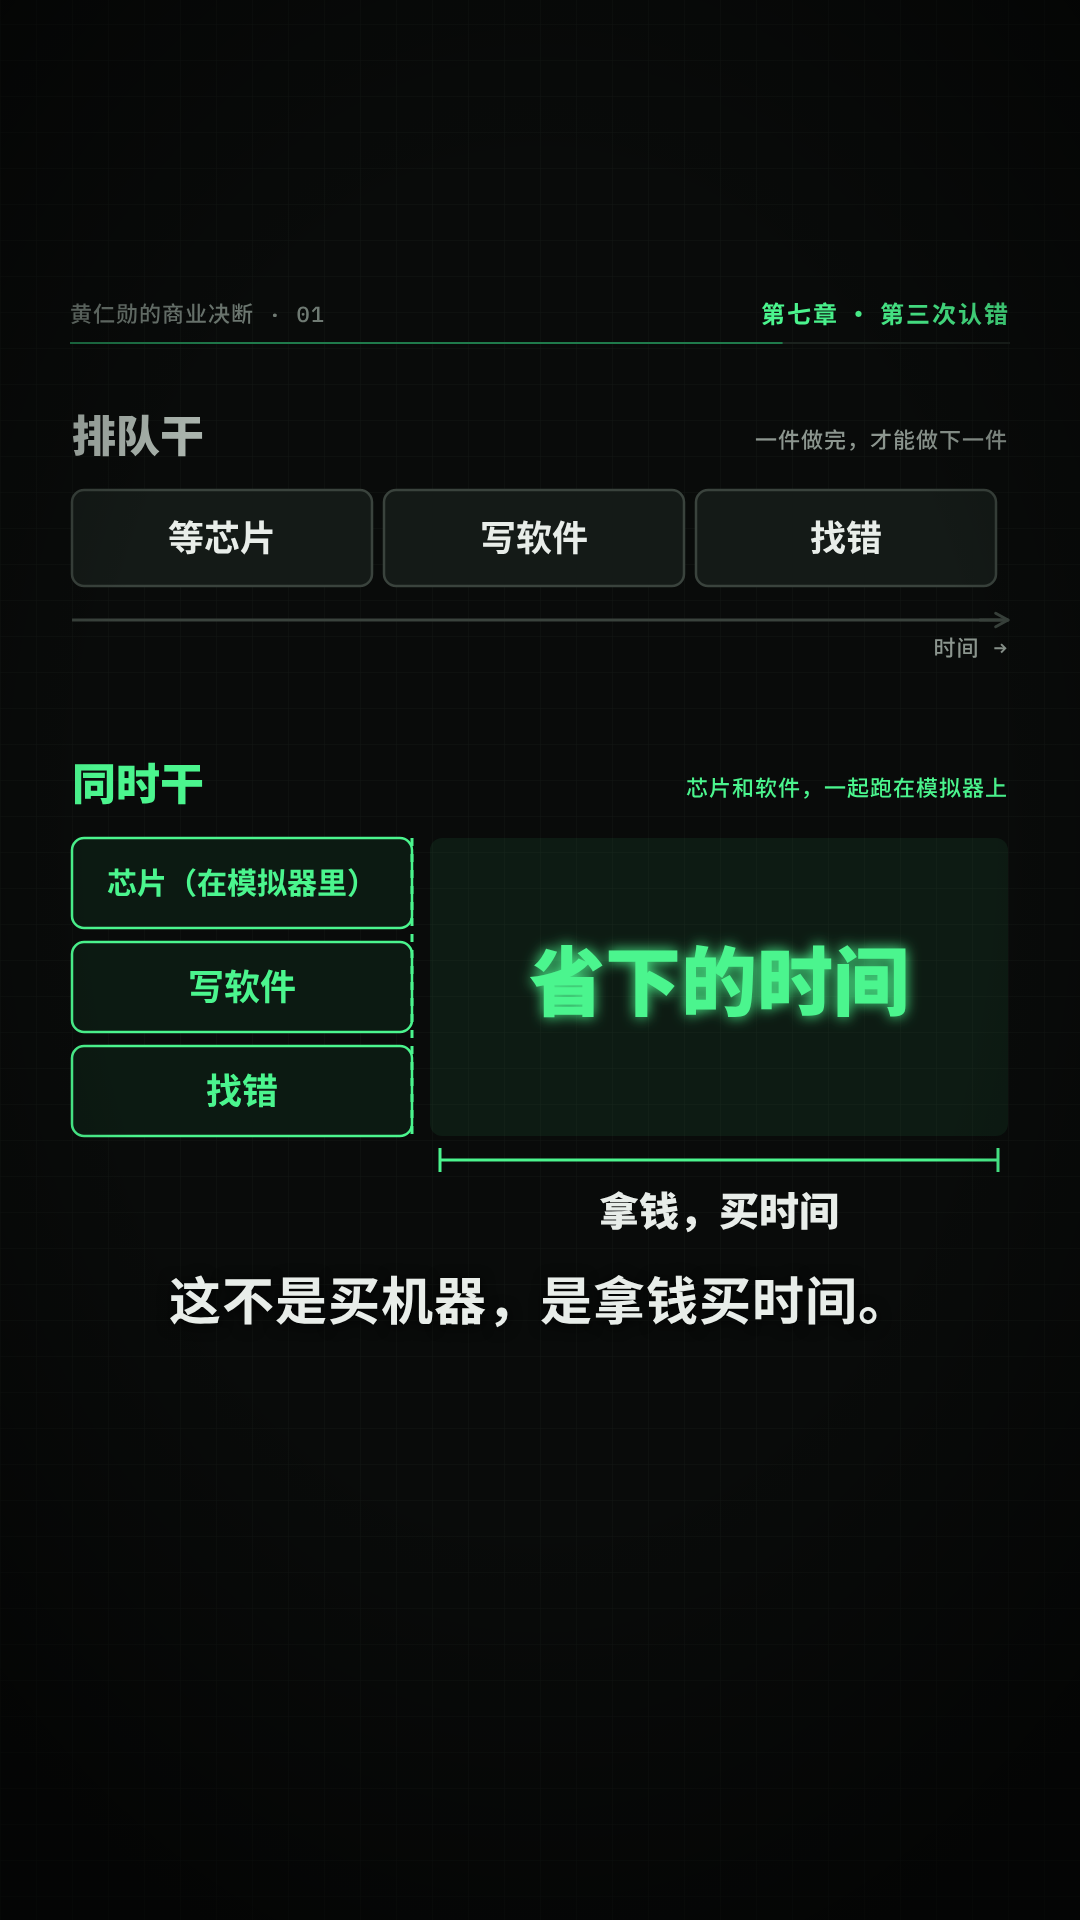 黄仁勋的商业决断 · 01
第七章 · 第三次认错
排队干
一件做完，才能做下一件
等芯片
写软件
找错
时间 →
同时干
芯片和软件，一起跑在模拟器上
芯片（在模拟器里）
写软件
找错
省下的时间
拿钱，买时间
这不是买机器，是拿钱买时间。